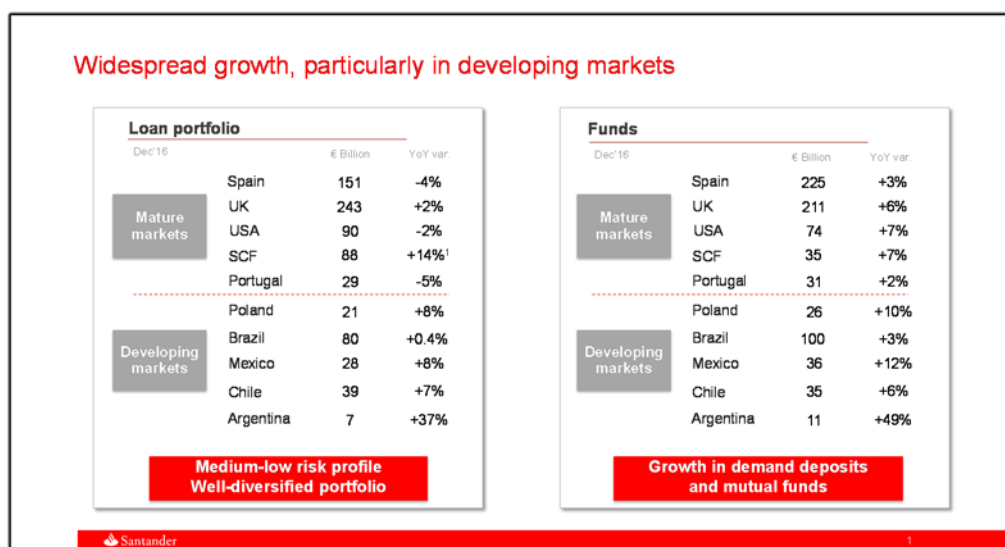 Widespread growth, particularly in developing markets
Loan portfolio
Dec'16 € Billion YoY var.
Mature markets
Spain 151 -4%
UK 243 +2%
USA 90 -2%
SCF 88 +14%¹
Portugal 29 -5%
Developing markets
Poland 21 +8%
Brazil 80 +0.4%
Mexico 28 +8%
Chile 39 +7%
Argentina 7 +37%
Medium-low risk profile
Well-diversified portfolio
Funds
Dec'16 € Billion YoY var.
Mature markets
Spain 225 +3%
UK 211 +6%
USA 74 +7%
SCF 35 +7%
Portugal 31 +2%
Developing markets
Poland 26 +10%
Brazil 100 +3%
Mexico 36 +12%
Chile 35 +6%
Argentina 11 +49%
Growth in demand deposits
and mutual funds
Santander 1